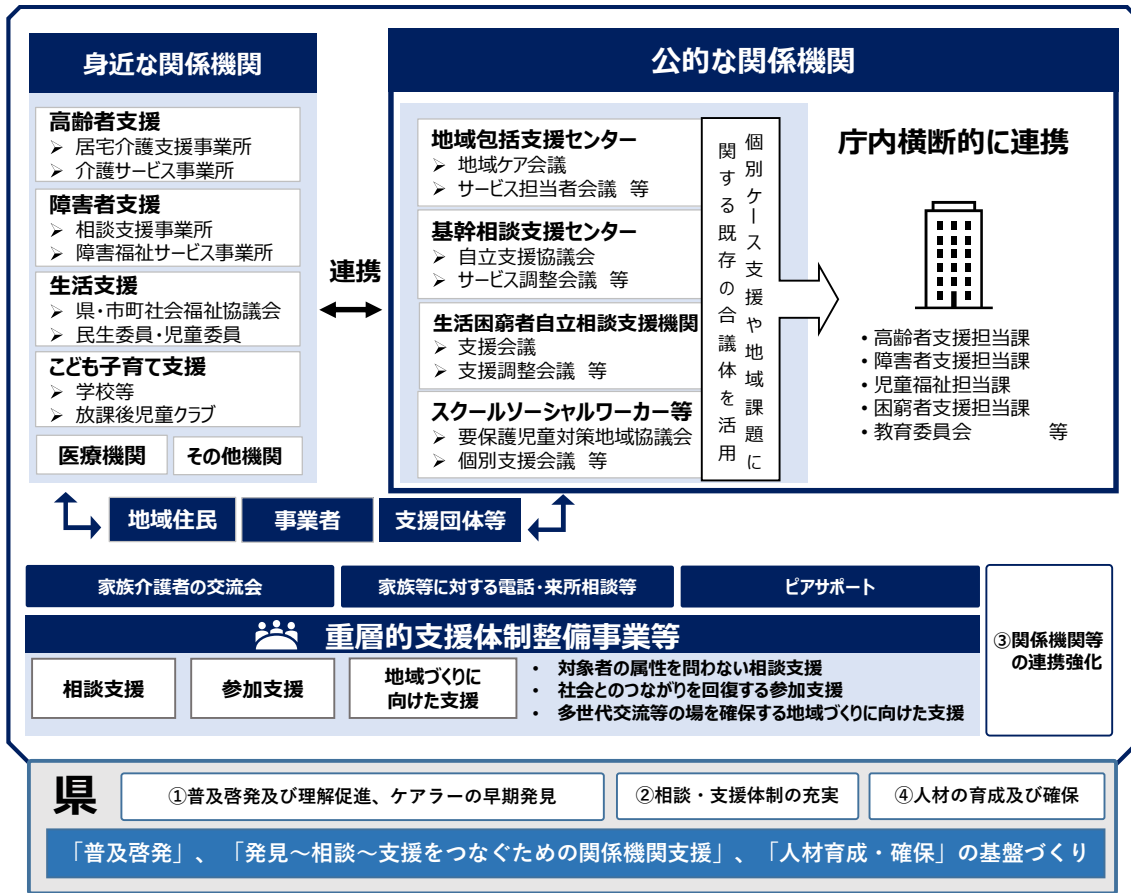 身近な関係機関
高齢者支援
➢ 居宅介護支援事業所
➢ 介護サービス事業所
障害者支援
➢ 相談支援事業所
➢ 障害福祉サービス事業所
生活支援
➢ 県・市町社会福祉協議会
➢ 民生委員・児童委員
こども子育て支援
➢ 学校等
➢ 放課後児童クラブ
医療機関
その他機関
連携
公的な関係機関
地域包括支援センター
➢ 地域ケア会議
➢ サービス担当者会議 等
基幹相談支援センター
➢ 自立支援協議会
➢ サービス調整会議 等
生活困窮者自立相談支援機関
➢ 支援会議
➢ 支援調整会議 等
スクールソーシャルワーカー等
➢ 要保護児童対策地域協議会
➢ 個別支援会議 等
個別ケース支援や地域課題に
関する既存の合議体を活用
庁内横断的に連携
・高齢者支援担当課
・障害者支援担当課
・児童福祉担当課
・困窮者支援担当課
・教育委員会 等
地域住民
事業者
支援団体等
家族介護者の交流会
家族等に対する電話・来所相談等
ピアサポート
重層的支援体制整備事業等
相談支援
参加支援
地域づくりに
向けた支援
・ 対象者の属性を問わない相談支援
・ 社会とのつながりを回復する参加支援
・ 多世代交流等の場を確保する地域づくりに向けた支援
③関係機関等
の連携強化
県
①普及啓発及び理解促進、ケアラーの早期発見
②相談・支援体制の充実
④人材の育成及び確保
「普及啓発」、「発見～相談～支援をつなぐための関係機関支援」、「人材育成・確保」の基盤づくり